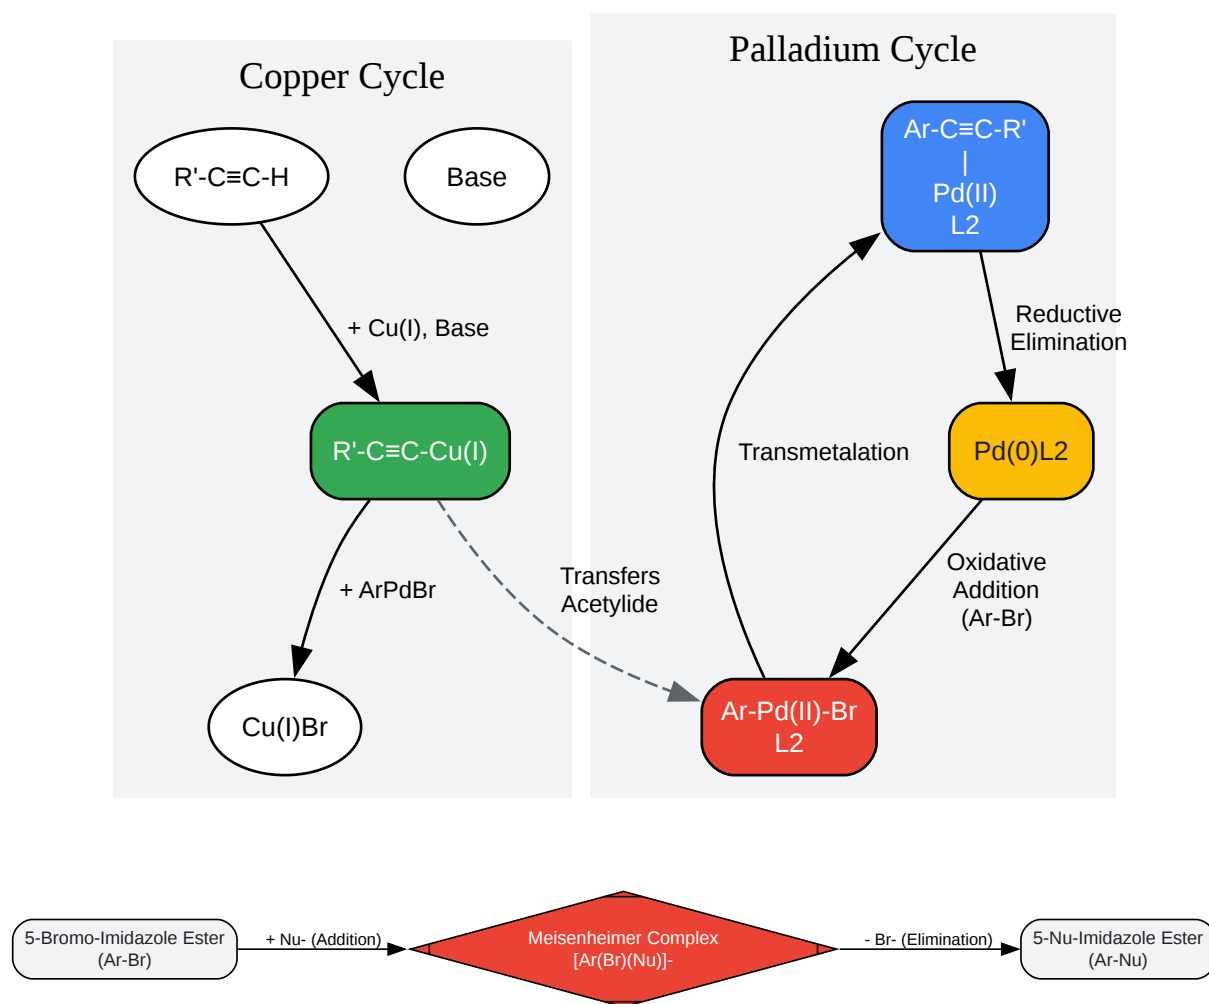 Copper Cycle
R'-C≡C-H
Base
+ Cu(I), Base
R'-C≡C-Cu(I)
+ ArPdBr
Cu(I)Br
Transfers
Acetylide
Palladium Cycle
Ar-C≡C-R'
|
Pd(II)
L2
Reductive
Elimination
Transmetalation
Pd(0)L2
Oxidative
Addition
(Ar-Br)
Ar-Pd(II)-Br
L2
5-Bromo-Imidazole Ester
(Ar-Br)
+ Nu- (Addition)
Meisenheimer Complex
[Ar(Br)(Nu)]-
- Br- (Elimination)
5-Nu-Imidazole Ester
(Ar-Nu)